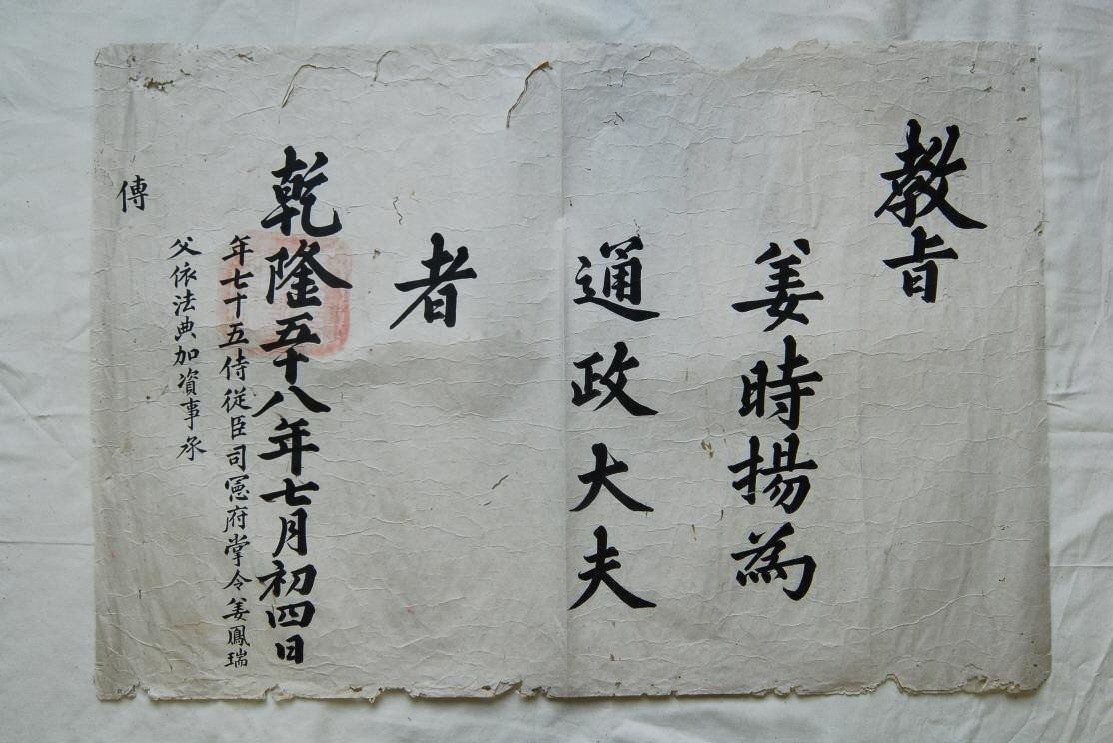 教旨
姜時揚為
通政大夫
者
乾隆五十八年七月初四日
年七十五侍從臣司憲府掌令姜鳳瑞
父依法典加資事承
傳